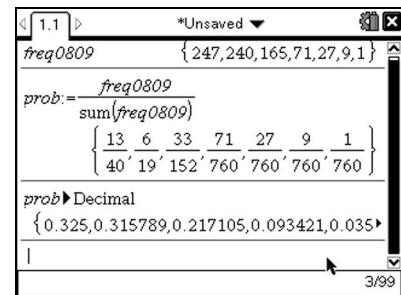 1.1 *Unsaved
freq0809 {247,240,165,71,27,9,1}
prob:= freq0809 / sum(freq0809)
{13/40, 6/19, 33/152, 71/760, 27/760, 9/760, 1/760}
prob▶Decimal
{0.325,0.315789,0.217105,0.093421,0.035▶
3/99